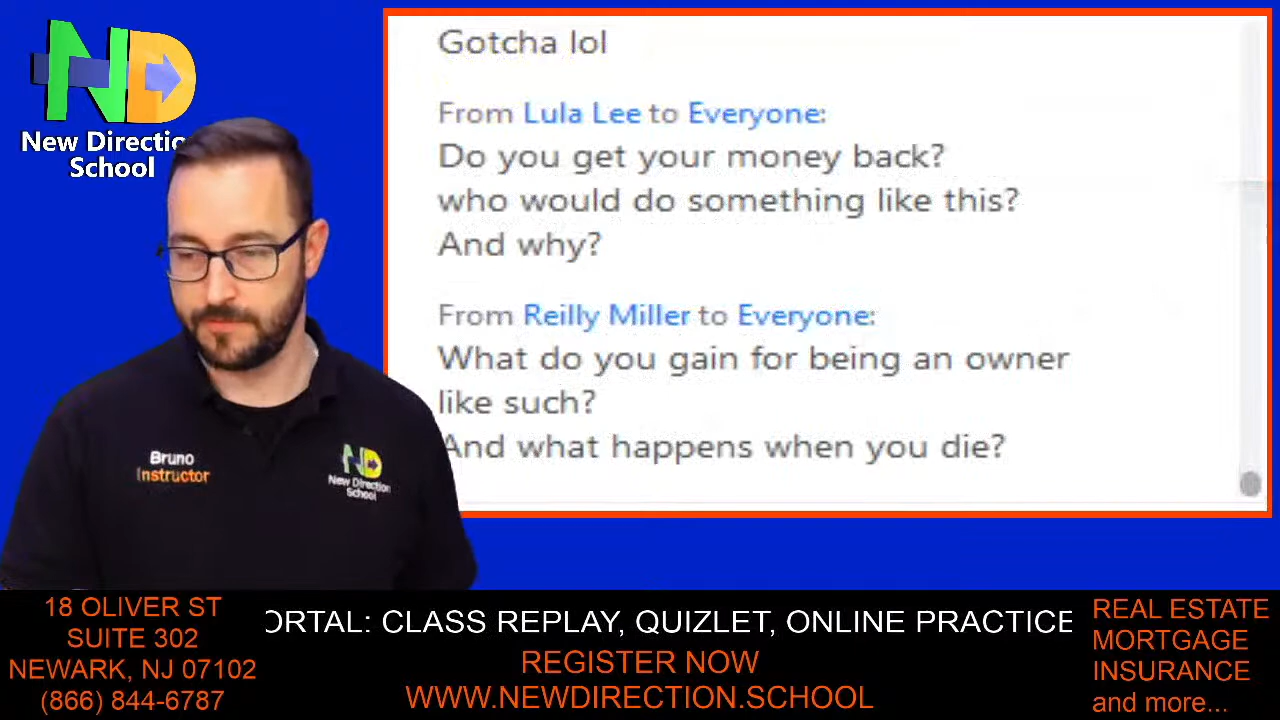 ND
New Directio
School
Gotcha lol
From Lula Lee to Everyone:
Do you get your money back?
who would do something like this?
And why?
From Reilly Miller to Everyone:
What do you gain for being an owner
like such?
And what happens when you die?
Bruno
Instructor
ND
New Direction
School
18 OLIVER ST
SUITE 302
NEWARK, NJ 07102
(866) 844-6787
ORTAL: CLASS REPLAY, QUIZLET, ONLINE PRACTICE
REGISTER NOW
WWW.NEWDIRECTION.SCHOOL
REAL ESTATE
MORTGAGE
INSURANCE
and more...